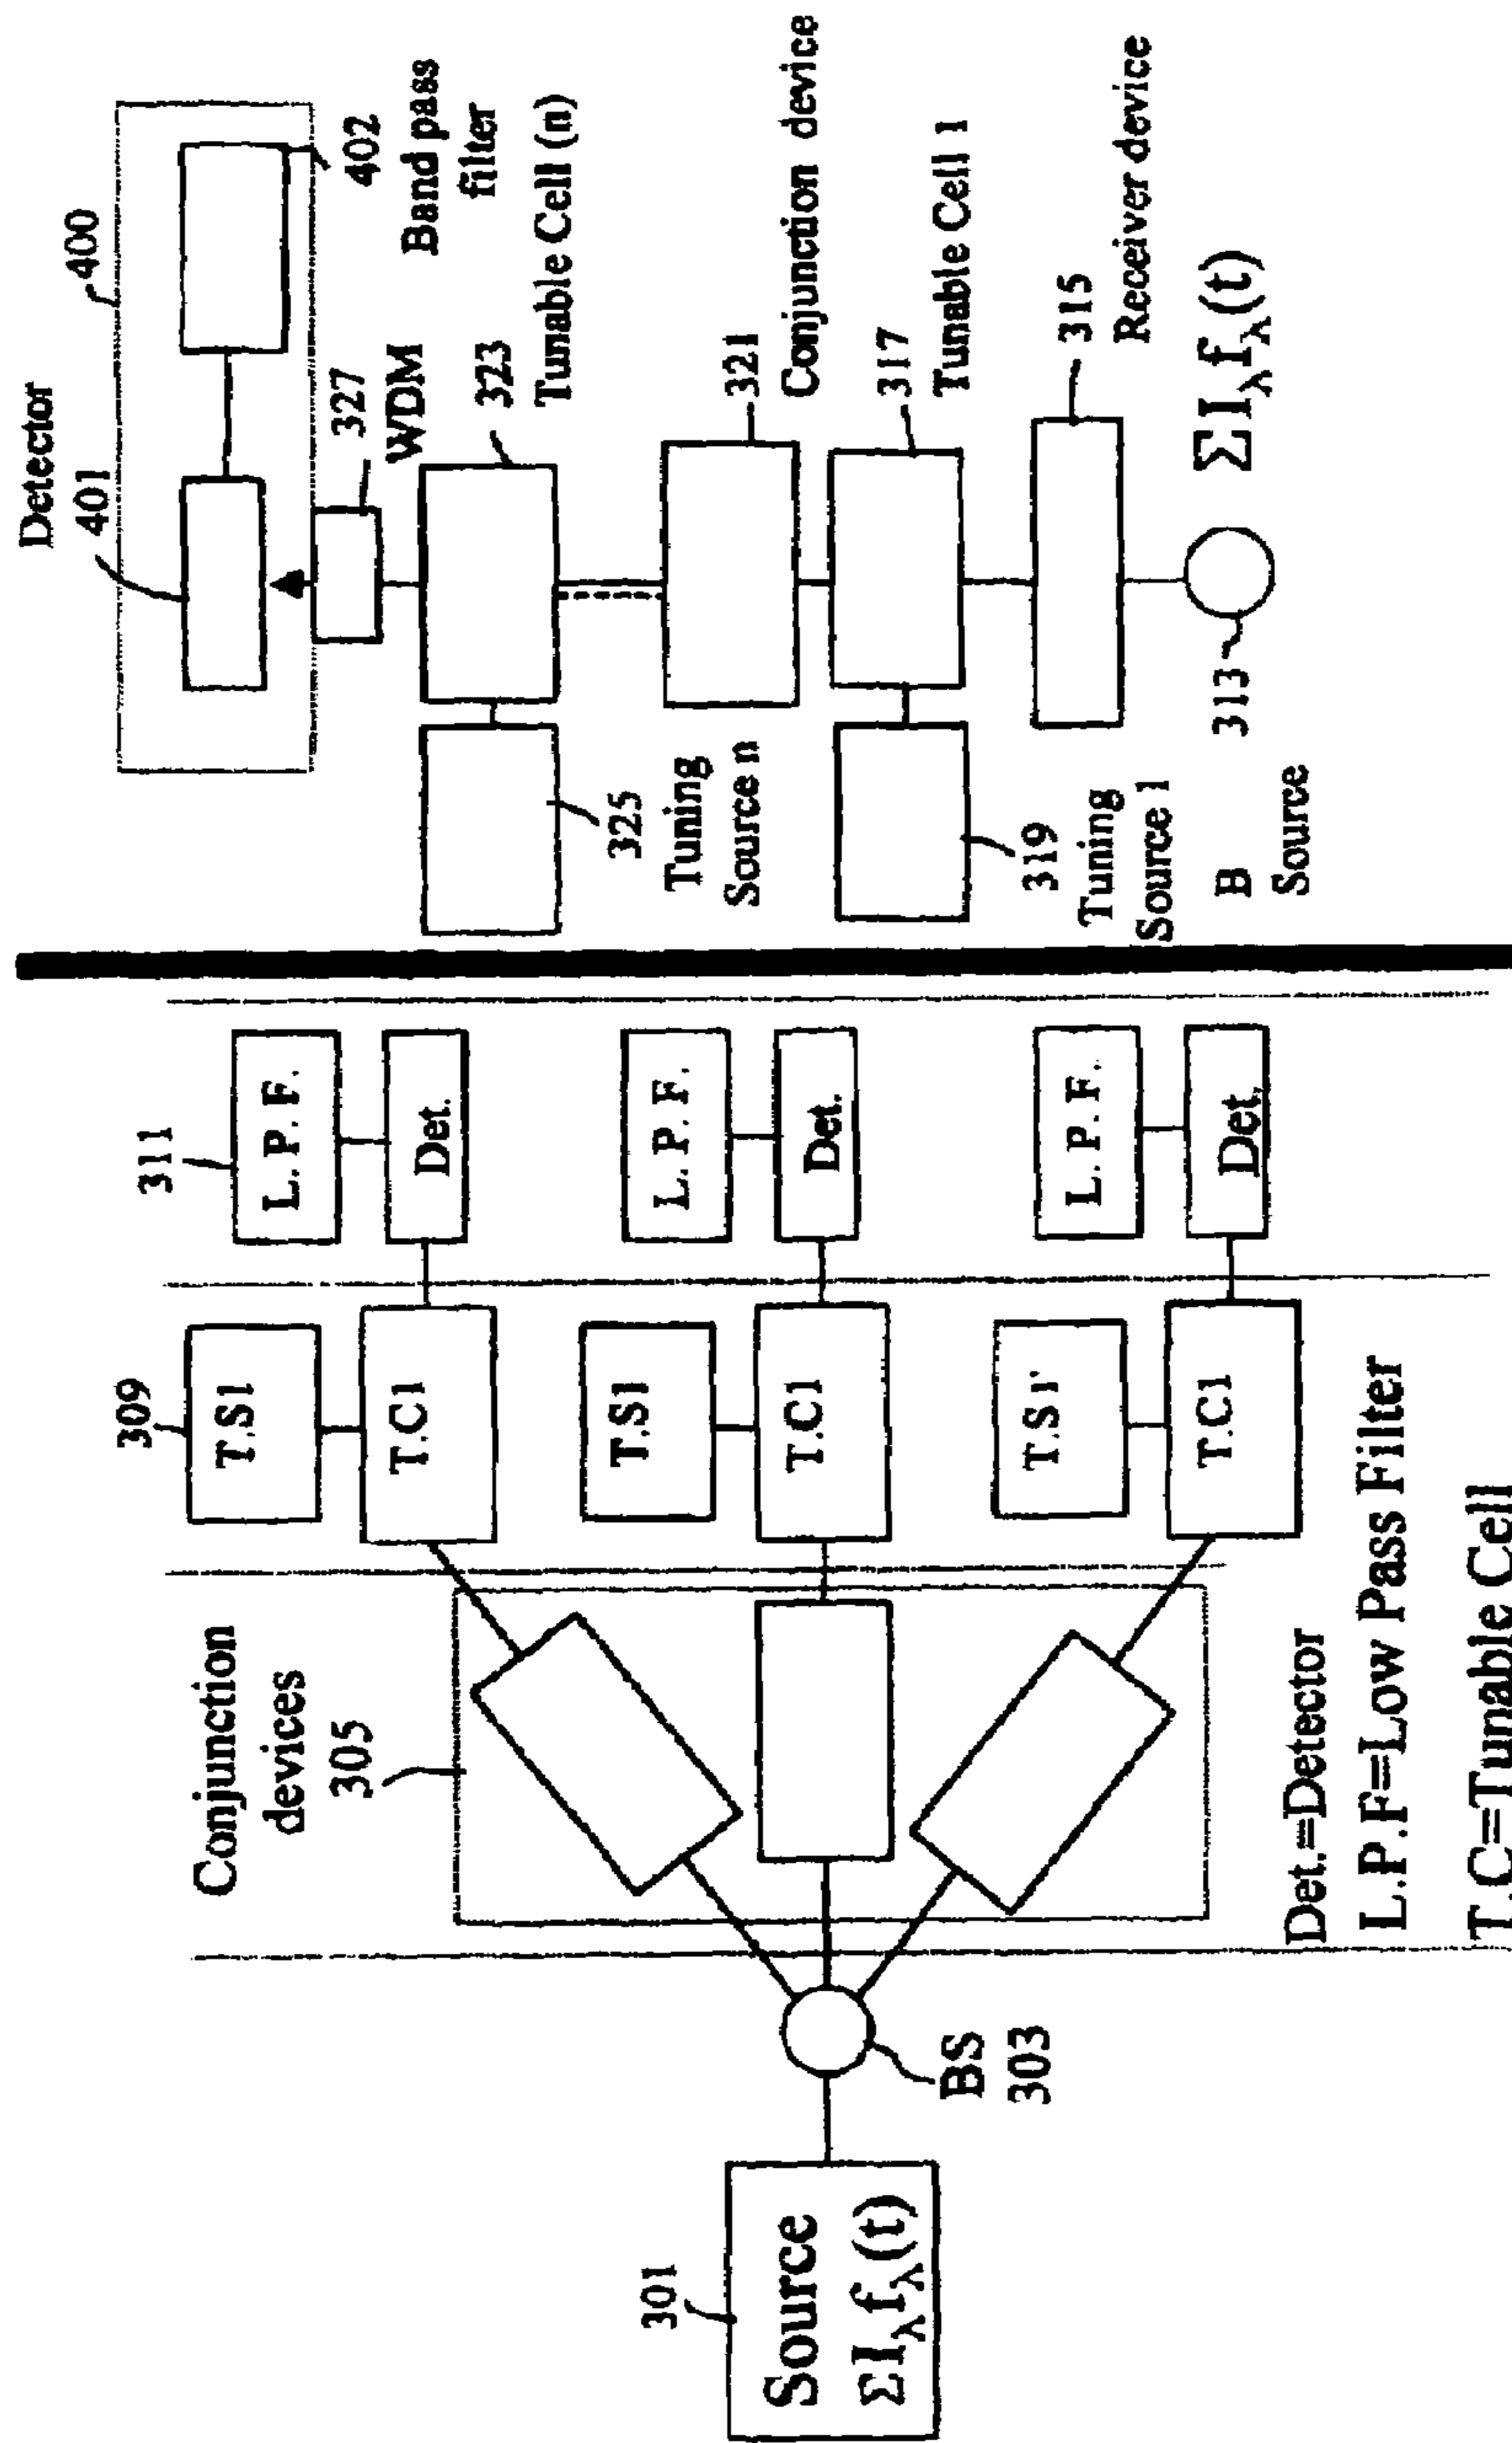 Source
ΣI_λf_λ(t)
301
BS
303
Conjunction
devices
305
309
T.S1
T.C1
T.S1
T.C1
T.S1'
T.C1
311
L. P. F.
Det.
L. P. F.
Det.
L. P. F.
Det.
Det.=Detector
L.P.F=Low Pass Filter
T.C=Tunable Cell
Detector
401
400
402
Band pass
filter
327
WDM
323
Tunable Cell (n)
325
Tuning
Source n
321
Conjunction device
317
Tunable Cell 1
319
Tuning
Source 1
315
Receiver device
B
Source
313
ΣI_λf_λ(t)